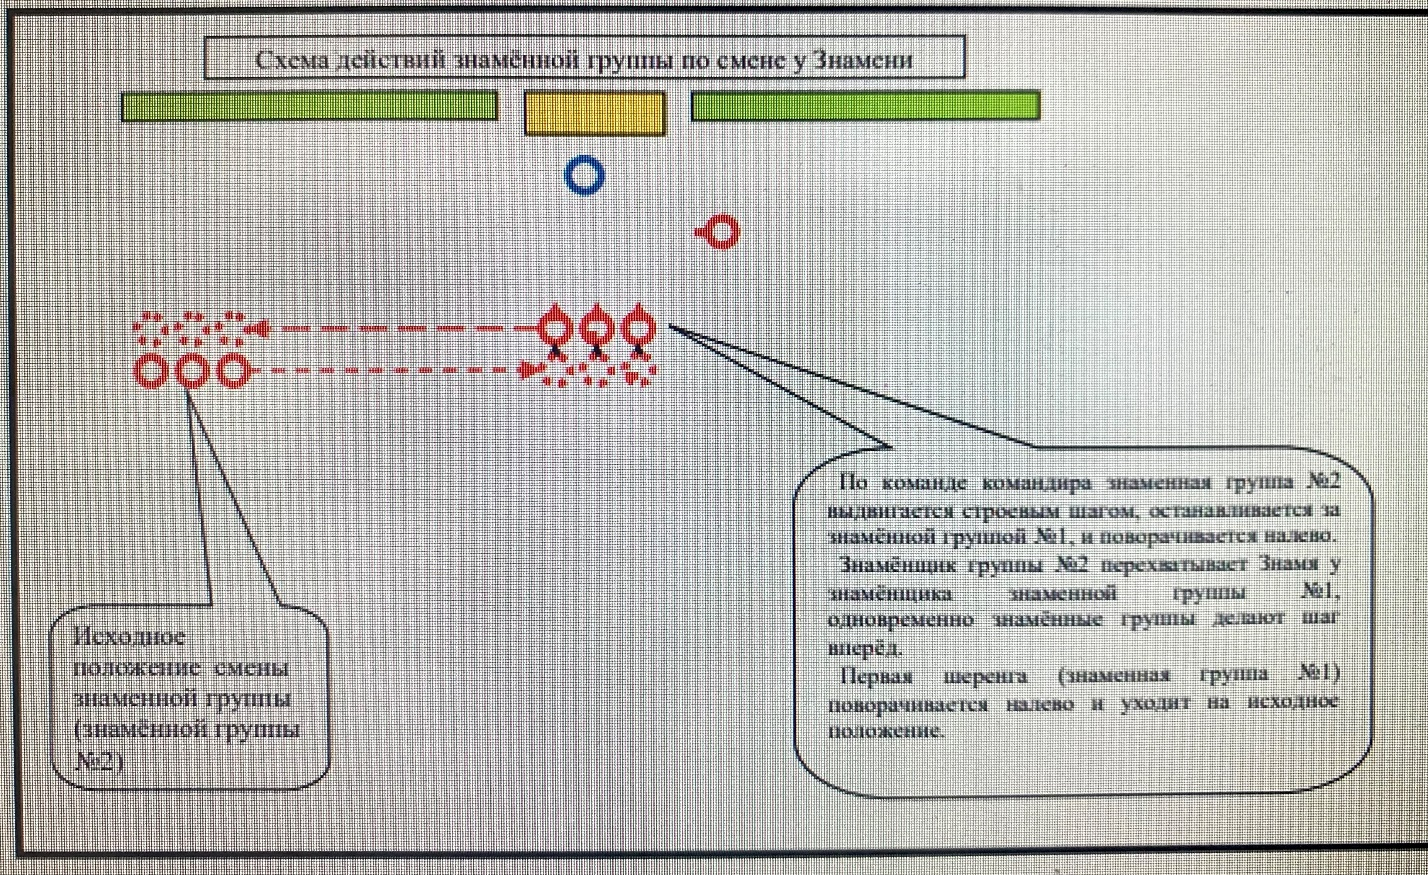 Схема действий знамённой группы по смене у Знамени
По команде командира знаменная группа №2
выдвигается строевым шагом, останавливается за
знамённой группой №1, и поворачивается налево.
Знамёнщик группы №2 перехватывает Знамя у
знамёнщика знаменной группы №1,
одновременно знамённые группы делают шаг
вперёд.
Первая шеренга (знаменная группа №1)
поворачивается налево и уходит на исходное
положение.
Исходное
положение смены
знаменной группы
(знамённой группы
№2)